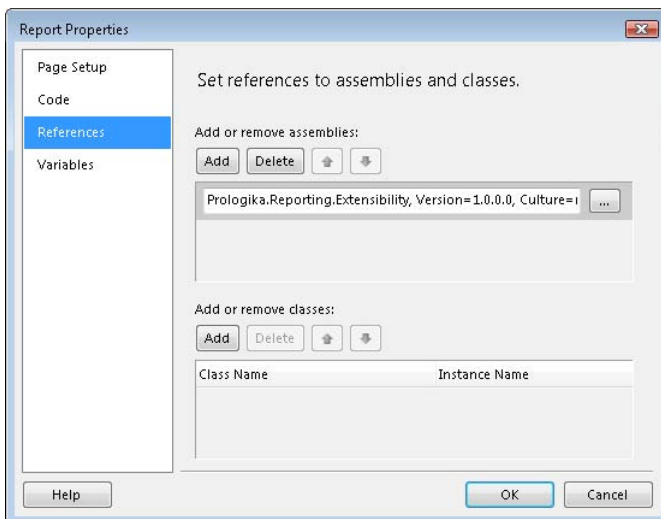 Report Properties
Page Setup
Code
References
Variables
Set references to assemblies and classes.
Add or remove assemblies:
Add Delete
Prologika.Reporting.Extensibility, Version=1.0.0.0, Culture=
...
Add or remove classes:
Add Delete
Class Name Instance Name
Help OK Cancel